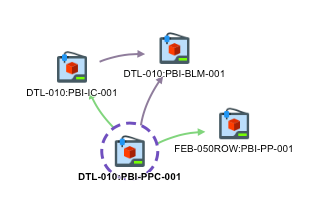 DTL-010:PBI-BLM-001
DTL-010:PBI-IC-001
FEB-050ROW:PBI-PP-001
DTL-010:PBI-PPC-001